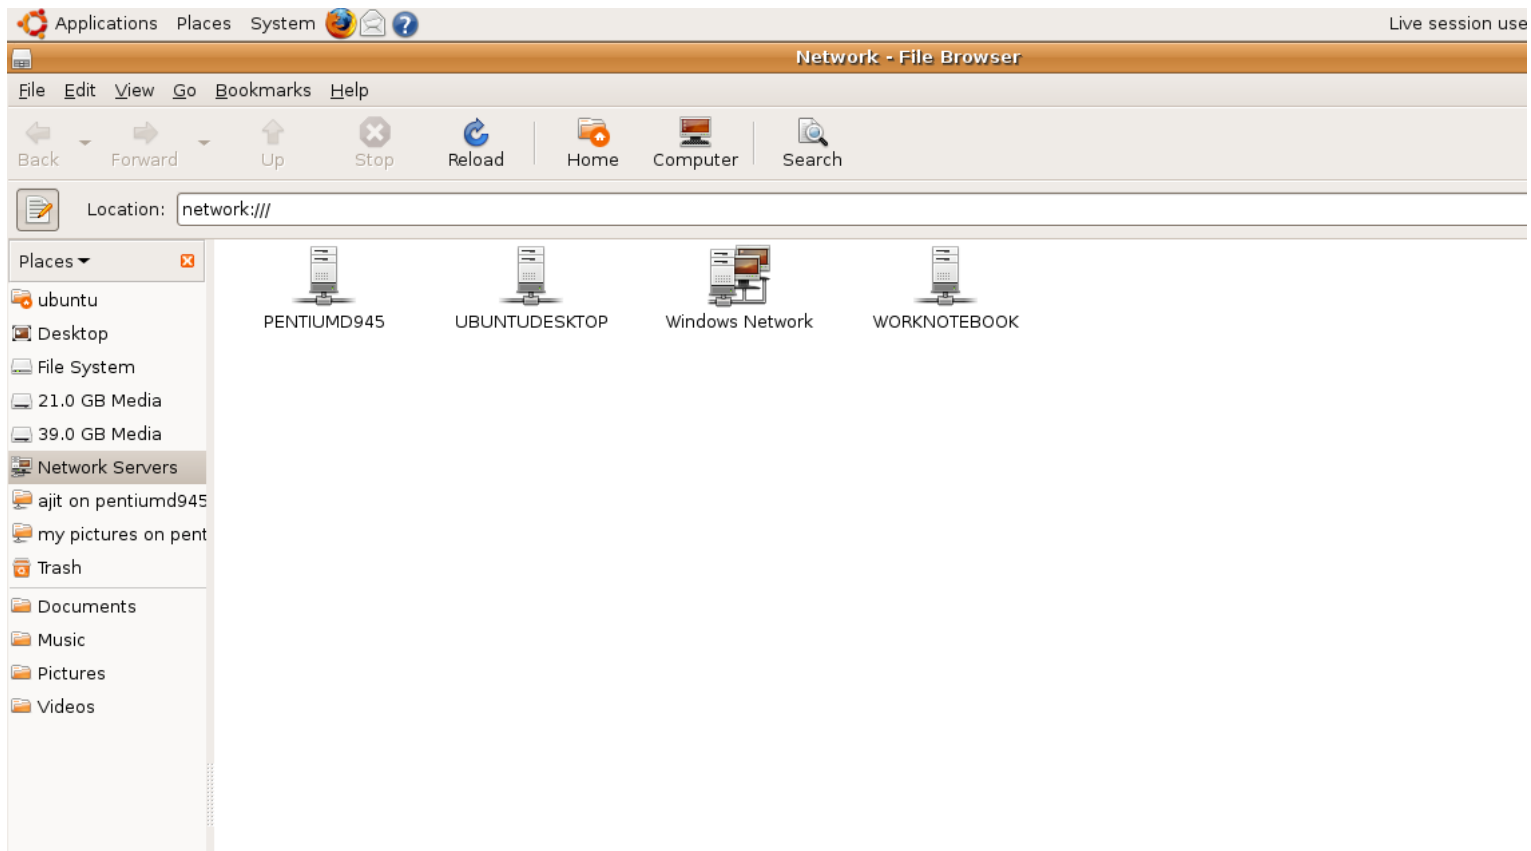 Applications Places System Live session use
Network - File Browser
File Edit View Go Bookmarks Help
Back Forward Up Stop Reload Home Computer Search
Location: network:///
Places
ubuntu
Desktop
File System
21.0 GB Media
39.0 GB Media
Network Servers
ajit on pentiumd945
my pictures on pent
Trash
Documents
Music
Pictures
Videos
PENTIUMD945 UBUNTUDESKTOP Windows Network WORKNOTEBOOK